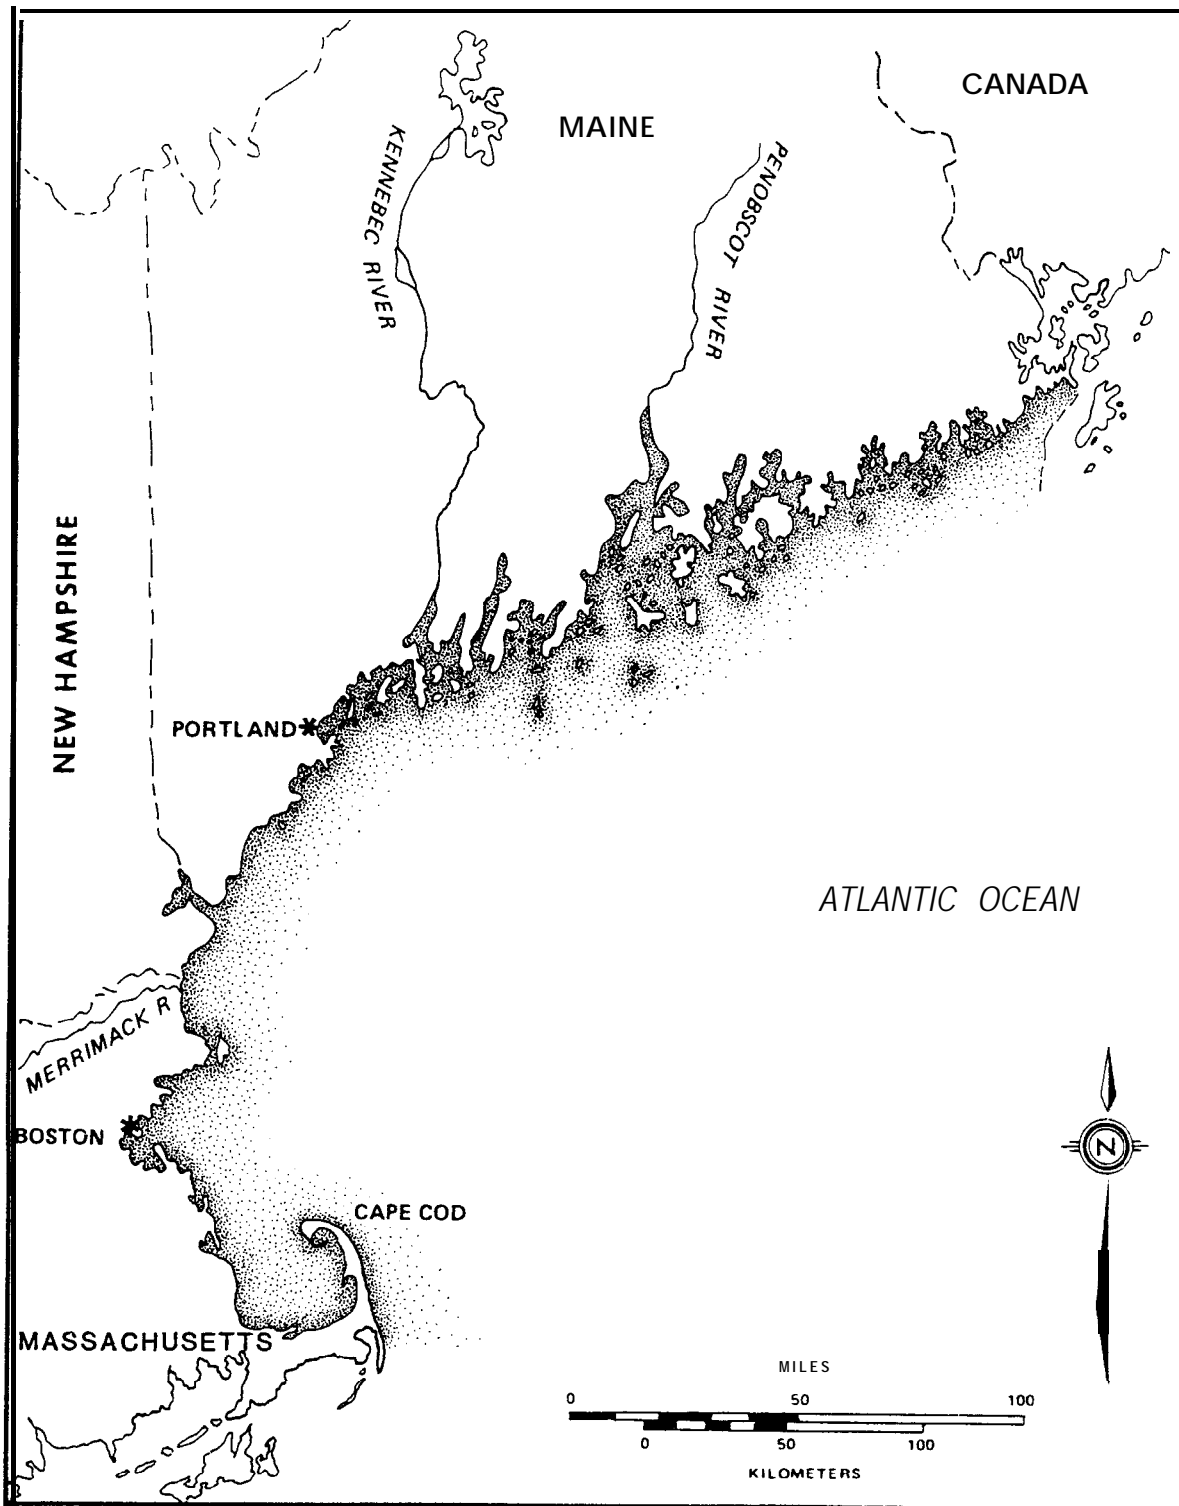 CANADA
MAINE
KENNEBEC RIVER
PENOBSCOT RIVER
NEW HAMPSHIRE
PORTLAND
ATLANTIC OCEAN
MERRIMACK R
BOSTON
N
CAPE COD
MASSACHUSETTS
MILES
0 50 100
0 50 100
KILOMETERS